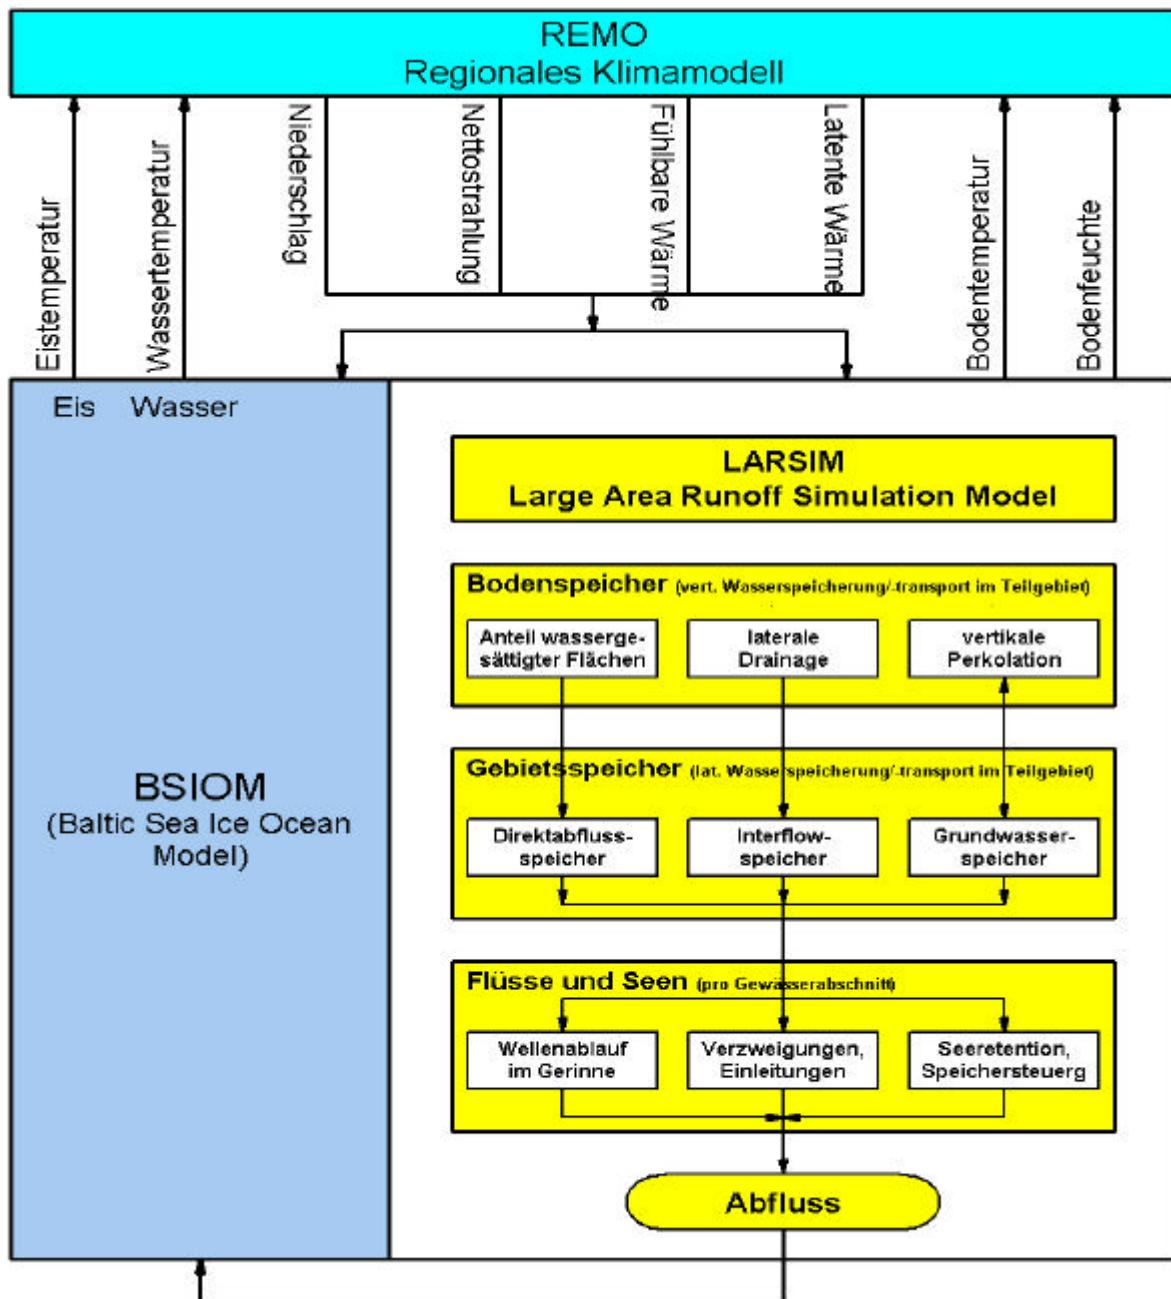 REMO
Regionales Klimamodell
Eistemperatur
Wassertemperatur
Niederschlag
Nettostrahlung
Fühlbare Wärme
Latente Wärme
Bodentemperatur
Bodenfeuchte
Eis Wasser
BSIOM
(Baltic Sea Ice Ocean
Model)
LARSIM
Large Area Runoff Simulation Model
Bodenspeicher (vert. Wasserspeicherung/-transport im Teilgebiet)
Anteil wasserge-
sättigter Flächen
laterale
Drainage
vertikale
Perkolation
Gebietsspeicher (lat. Wasserspeicherung/-transport im Teilgebiet)
Direktabfluss-
speicher
Interflow-
speicher
Grundwasser-
speicher
Flüsse und Seen (pro Gewässerabschnitt)
Wellenablauf
im Gerinne
Verzweigungen,
Einleitungen
Seeretention,
Speichersteuerg
Abfluss